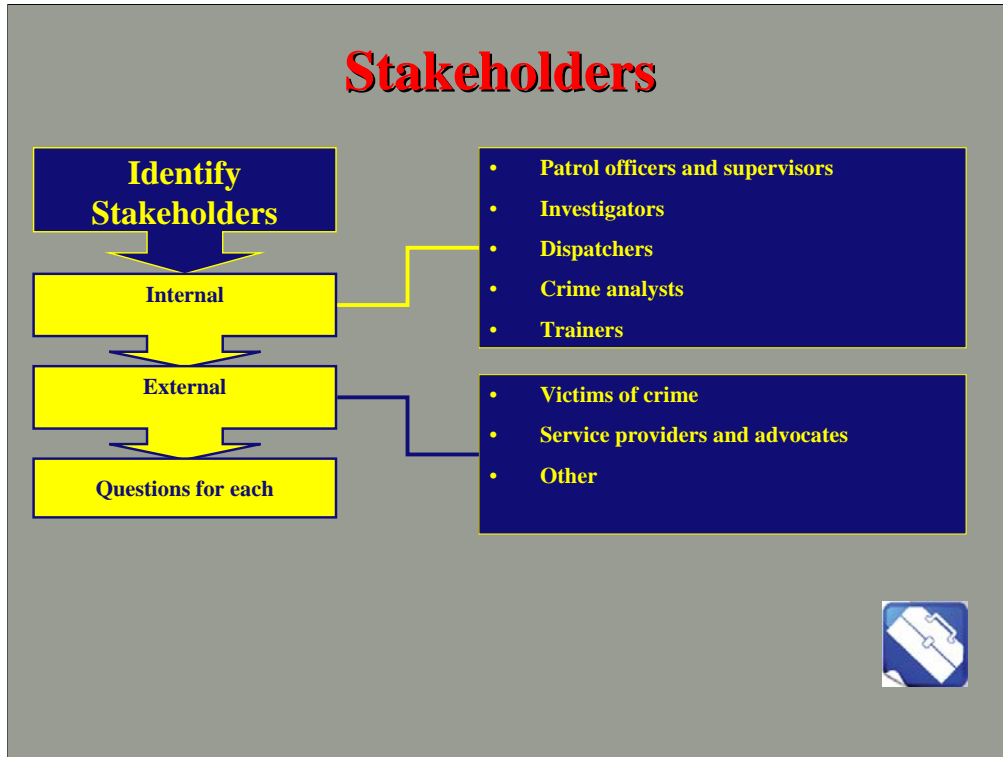 Stakeholders
Identify
Stakeholders
Internal
External
Questions for each
• Patrol officers and supervisors
• Investigators
• Dispatchers
• Crime analysts
• Trainers
• Victims of crime
• Service providers and advocates
• Other